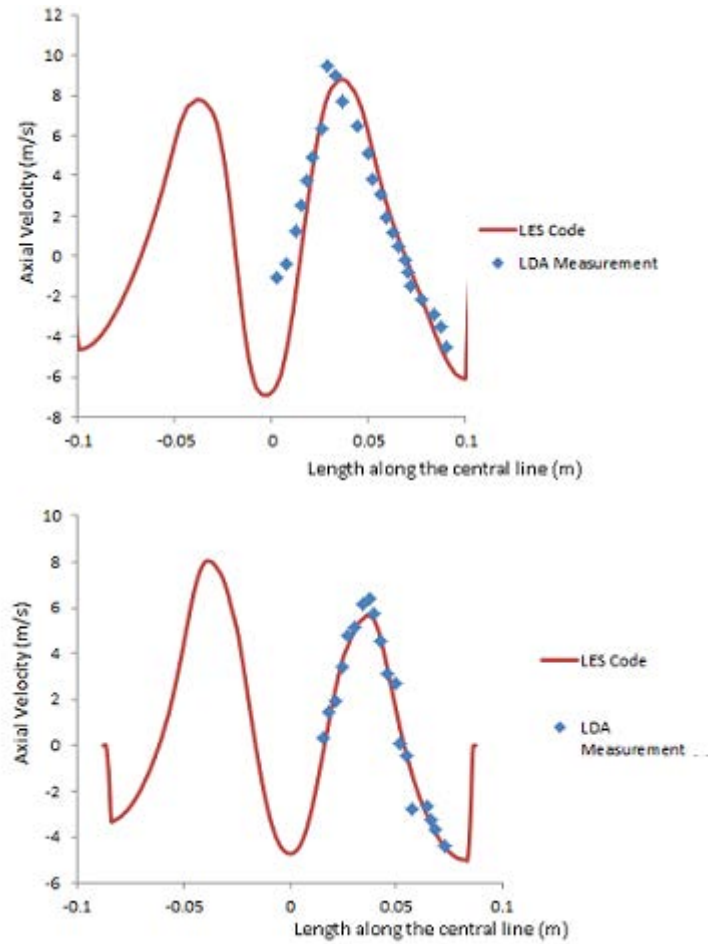 12
10
8
6
4
2
0
-2
-4
-6
-8
Axial Velocity (m/s)
-0.1 -0.05 0 0.05 0.1
Length along the central line (m)
LES Code
LDA Measurement
10
8
6
4
2
0
-2
-4
-6
Axial Velocity (m/s)
-0.1 -0.05 0 0.05 0.1
Length along the central line (m)
LES Code
LDA
Measurement